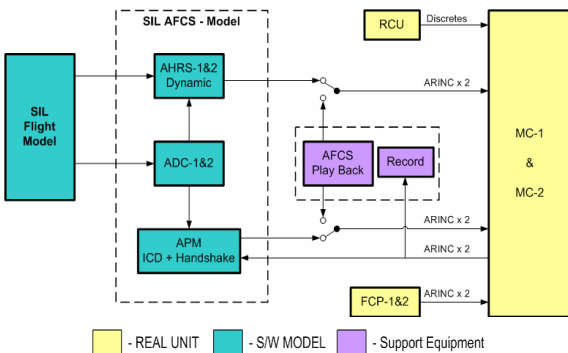 SIL AFCS - Model
RCU
Discretes
AHRS-1&2
Dynamic
ARINC x 2
SIL
Flight
Model
MC-1
&
MC-2
ADC-1&2
AFCS
Play Back
Record
APM
ICD + Handshake
ARINC x 2
ARINC x 2
FCP-1&2
ARINC x 2
- REAL UNIT
- S/W MODEL
- Support Equipment